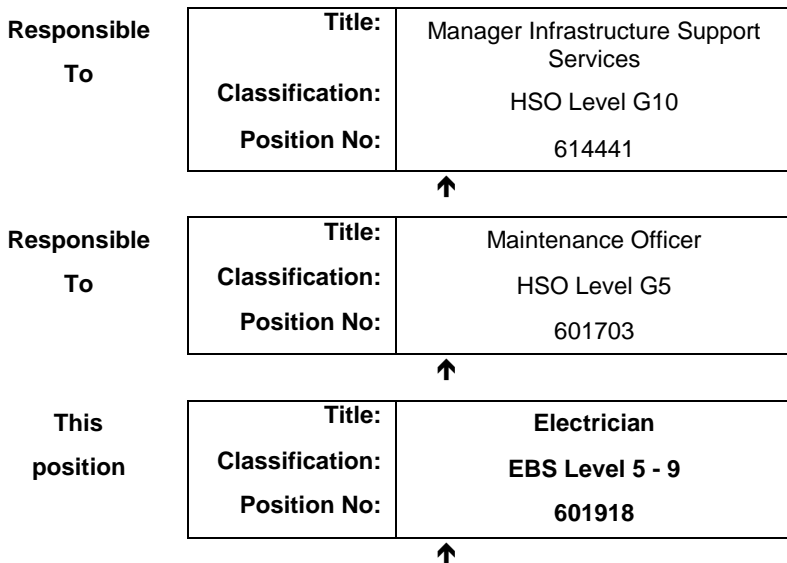 Responsible
To
Title: Manager Infrastructure Support
Services
Classification: HSO Level G10
Position No: 614441
🡩
Responsible
To
Title: Maintenance Officer
Classification: HSO Level G5
Position No: 601703
🡩
This
position
Title: Electrician
Classification: EBS Level 5 - 9
Position No: 601918
🡩